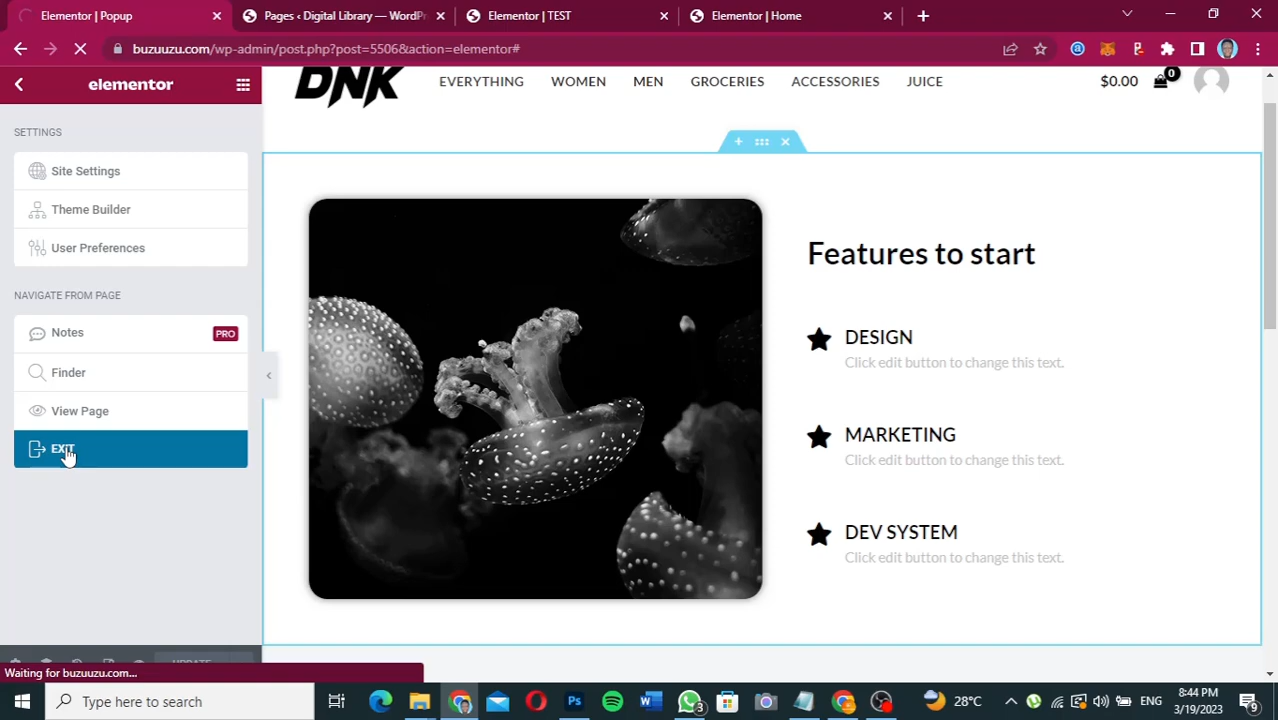 Elementor | Popup
Pages ‹ Digital Library — WordPr
Elementor | TEST
Elementor | Home
buzuuzu.com/wp-admin/post.php?post=5506&action=elementor#
elementor
DNK
EVERYTHING
WOMEN
MEN
GROCERIES
ACCESSORIES
JUICE
$0.00
0
SETTINGS
Site Settings
Theme Builder
User Preferences
NAVIGATE FROM PAGE
Notes
PRO
Finder
View Page
EXIT
Features to start
DESIGN
Click edit button to change this text.
MARKETING
Click edit button to change this text.
DEV SYSTEM
Click edit button to change this text.
UPDATE
Waiting for buzuuzu.com...
Type here to search
Ps
3
28°C
ENG
8:44 PM
3/19/2023
9